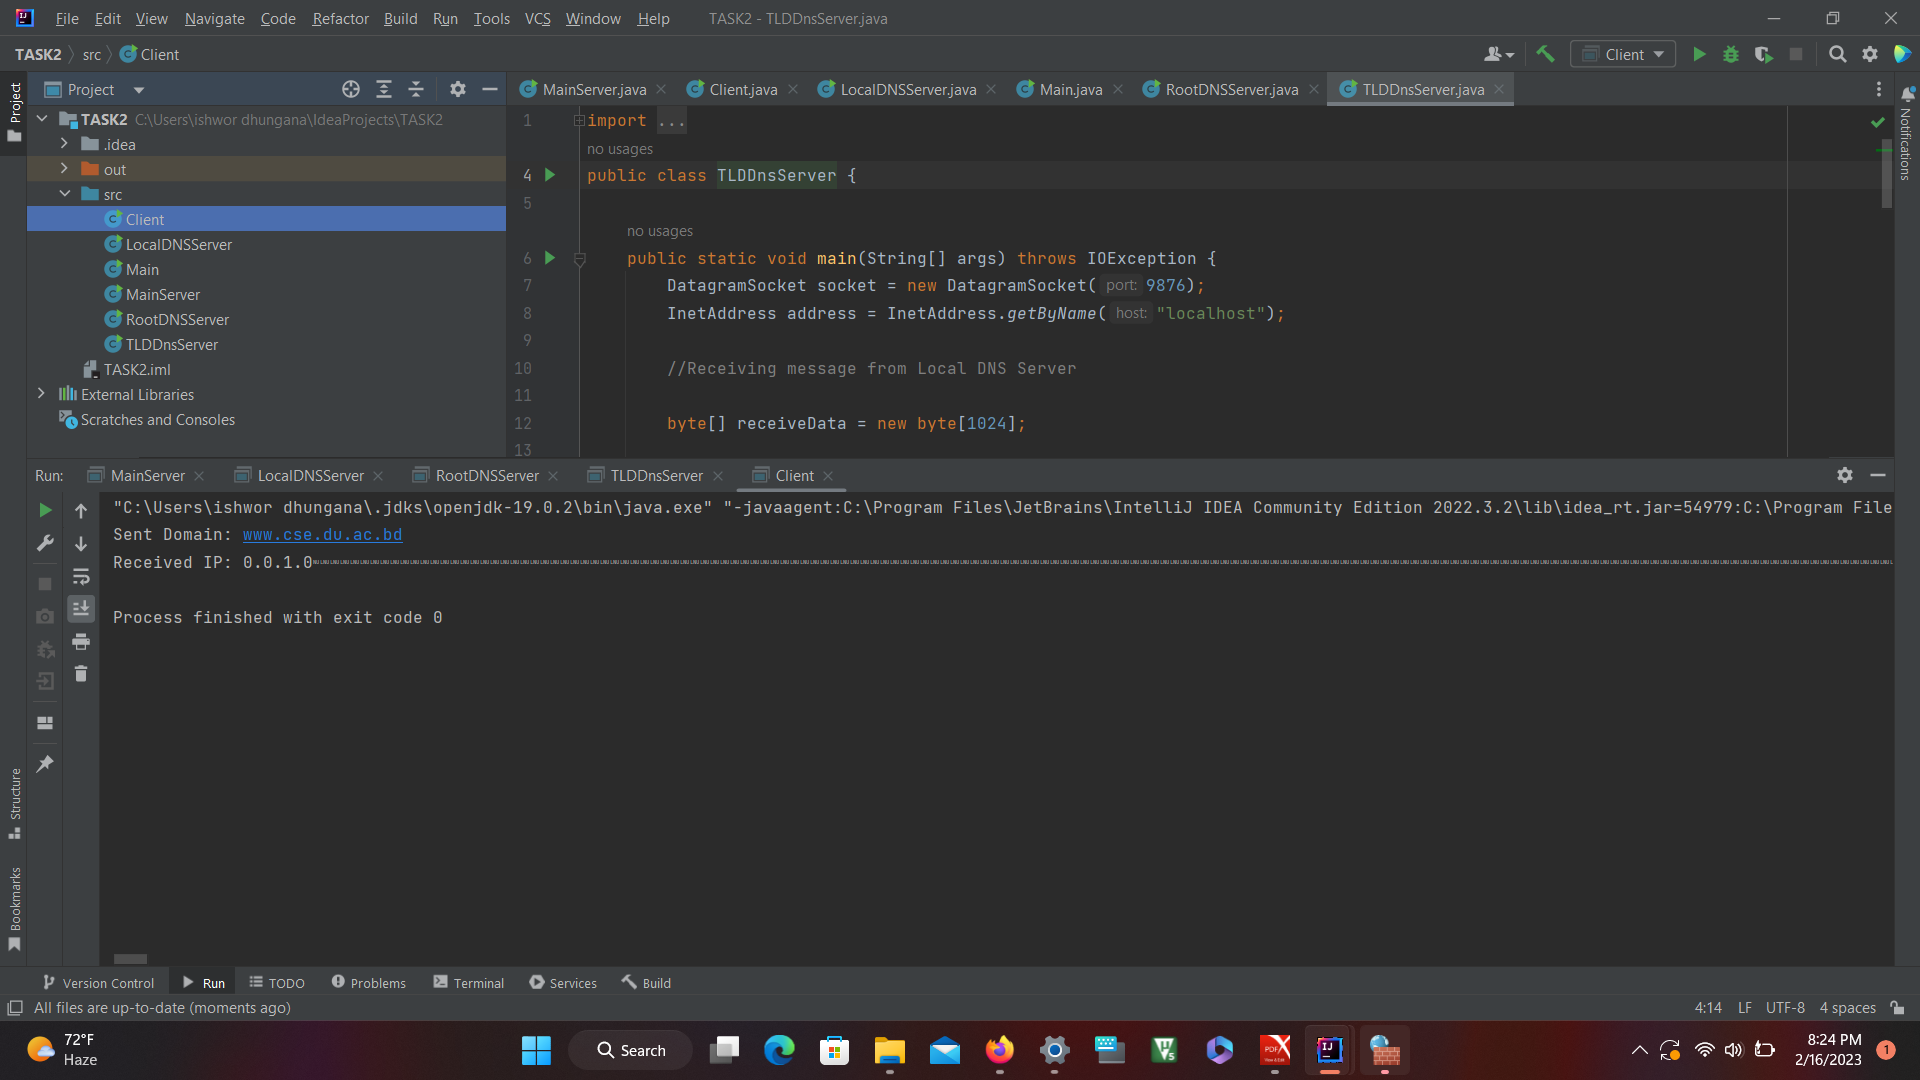 File Edit View Navigate Code Refactor Build Run Tools VCS Window Help TASK2 - TLDDnsServer.java
TASK2 src Client
Client
Project
MainServer.java Client.java LocalDNSServer.java Main.java RootDNSServer.java TLDDnsServer.java
Project
Notifications
TASK2 C:\Users\ishwor dhungana\IdeaProjects\TASK2
.idea
out
src
Client
LocalDNSServer
Main
MainServer
RootDNSServer
TLDDnsServer
TASK2.iml
External Libraries
Scratches and Consoles
1 import ...
no usages
4 public class TLDDnsServer {
5
no usages
6 public static void main(String[] args) throws IOException {
7 DatagramSocket socket = new DatagramSocket( port: 9876);
8 InetAddress address = InetAddress.getByName( host: "localhost");
9
10 //Receiving message from Local DNS Server
11
12 byte[] receiveData = new byte[1024];
13
Run: MainServer LocalDNSServer RootDNSServer TLDDnsServer Client
"C:\Users\ishwor dhungana\.jdks\openjdk-19.0.2\bin\java.exe" "-javaagent:C:\Program Files\JetBrains\IntelliJ IDEA Community Edition 2022.3.2\lib\idea_rt.jar=54979:C:\Program File
Sent Domain: www.cse.du.ac.bd
Received IP: 0.0.1.0
Process finished with exit code 0
Structure
Bookmarks
Version Control Run TODO Problems Terminal Services Build
All files are up-to-date (moments ago)
4:14 LF UTF-8 4 spaces
72°F
Haze
Search
8:24 PM
2/16/2023
1